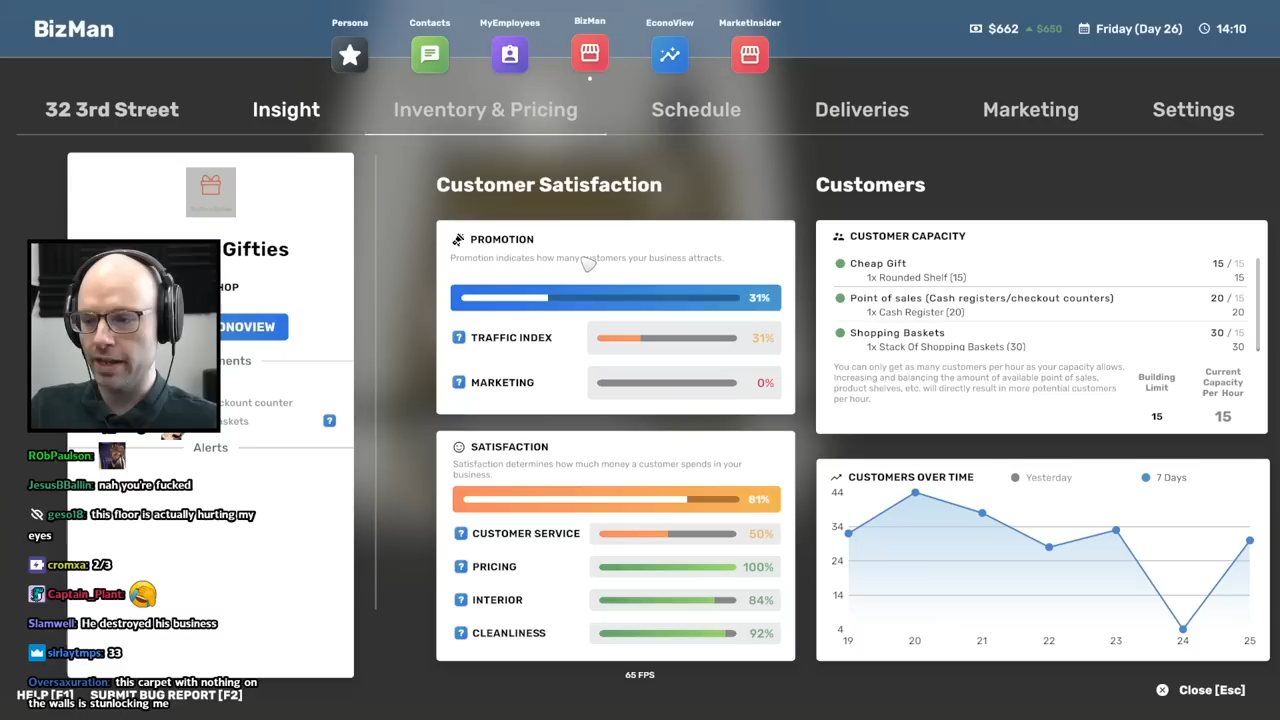 BizMan
Persona
Contacts
MyEmployees
BizMan
EconoView
MarketInsider
$662 ▲ $650
Friday (Day 26)
14:10
32 3rd Street
Insight
Inventory & Pricing
Schedule
Deliveries
Marketing
Settings
Gifties
HOP
ONOVIEW
ments
ckount counter
skets
?
Alerts
R0bPaulson:
JesusBBallin: nah you're fucked
geso18: this floor is actually hurting my
eyes
cromxa: 2/3
Captain_Plant:
Slamwell: He destroyed his business
sirlaytmps: 33
Oversaxuration: this carpet with nothing on
the walls is stunlocking me
HELP [F1]
SUBMIT BUG REPORT [F2]
Customer Satisfaction
PROMOTION
Promotion indicates how many customers your business attracts.
31%
? TRAFFIC INDEX 31%
? MARKETING 0%
SATISFACTION
Satisfaction determines how much money a customer spends in your
business.
81%
? CUSTOMER SERVICE 50%
? PRICING 100%
? INTERIOR 84%
? CLEANLINESS 92%
65 FPS
Customers
CUSTOMER CAPACITY
Cheap Gift 15 / 15
1x Rounded Shelf (15) 15
Point of sales (Cash registers/checkout counters) 20 / 15
1x Cash Register (20) 20
Shopping Baskets 30 / 15
1x Stack Of Shopping Baskets (30) 30
You can only get as many customers per hour as your capacity allows.
Increasing and balancing the amount of available point of sales,
product shelves, etc. will directly result in more potential customers
per hour.
Building
Limit
15
Current
Capacity
Per Hour
15
CUSTOMERS OVER TIME
Yesterday
7 Days
44
34
24
14
4
19 20 21 22 23 24 25
Close [Esc]